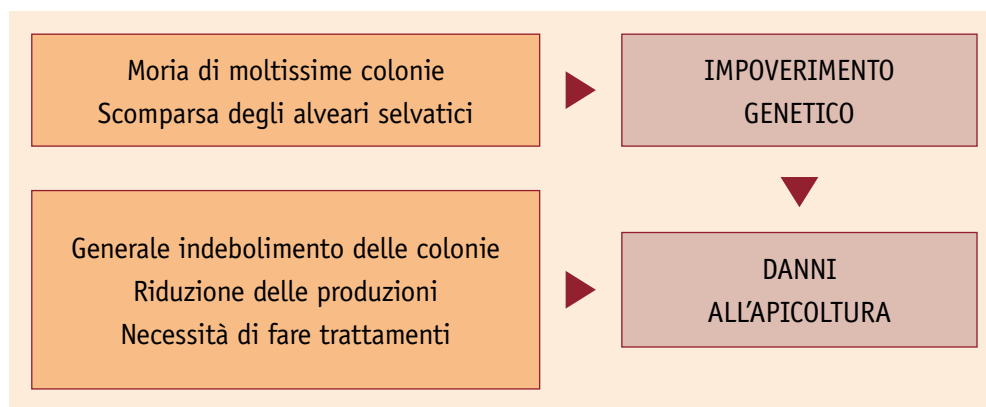 Moria di moltissime colonie
Scomparsa degli alveari selvatici
IMPOVERIMENTO
GENETICO
Generale indebolimento delle colonie
Riduzione delle produzioni
Necessità di fare trattamenti
DANNI
ALL’APICOLTURA